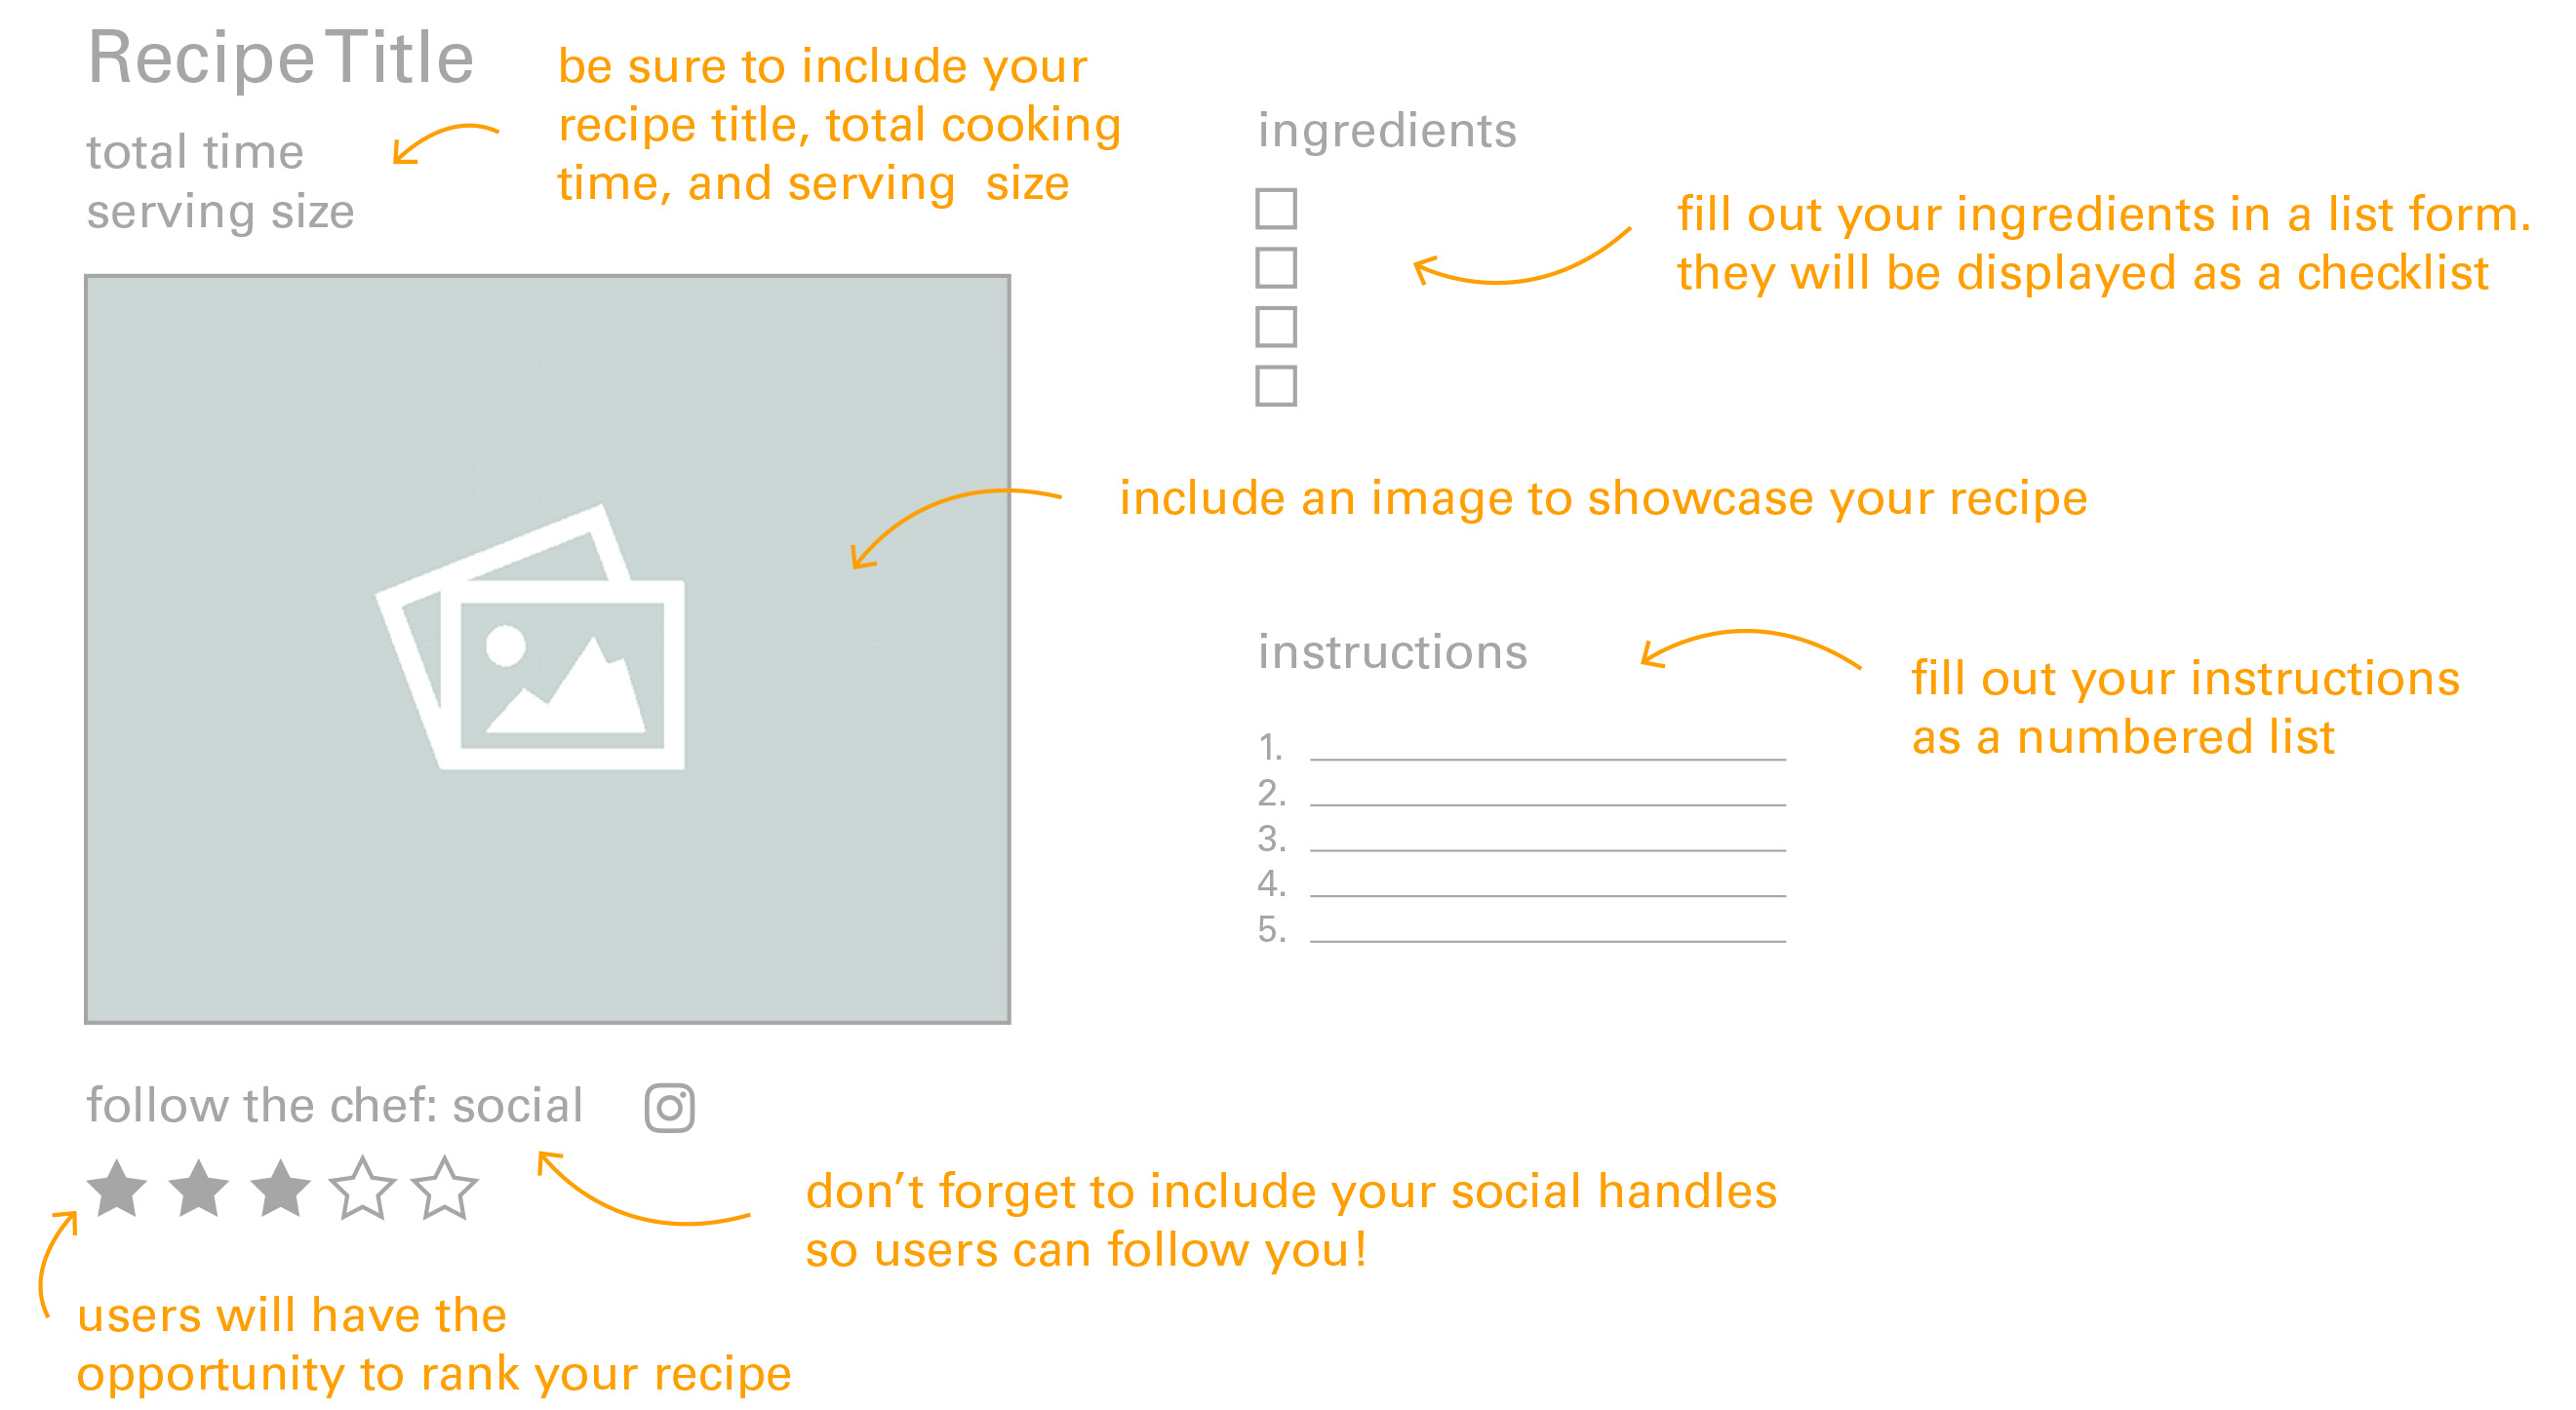 Recipe Title
total time
serving size
be sure to include your
recipe title, total cooking
time, and serving size
ingredients
fill out your ingredients in a list form.
they will be displayed as a checklist
include an image to showcase your recipe
instructions
1.
2.
3.
4.
5.
fill out your instructions
as a numbered list
follow the chef: social
don’t forget to include your social handles
so users can follow you!
users will have the
opportunity to rank your recipe